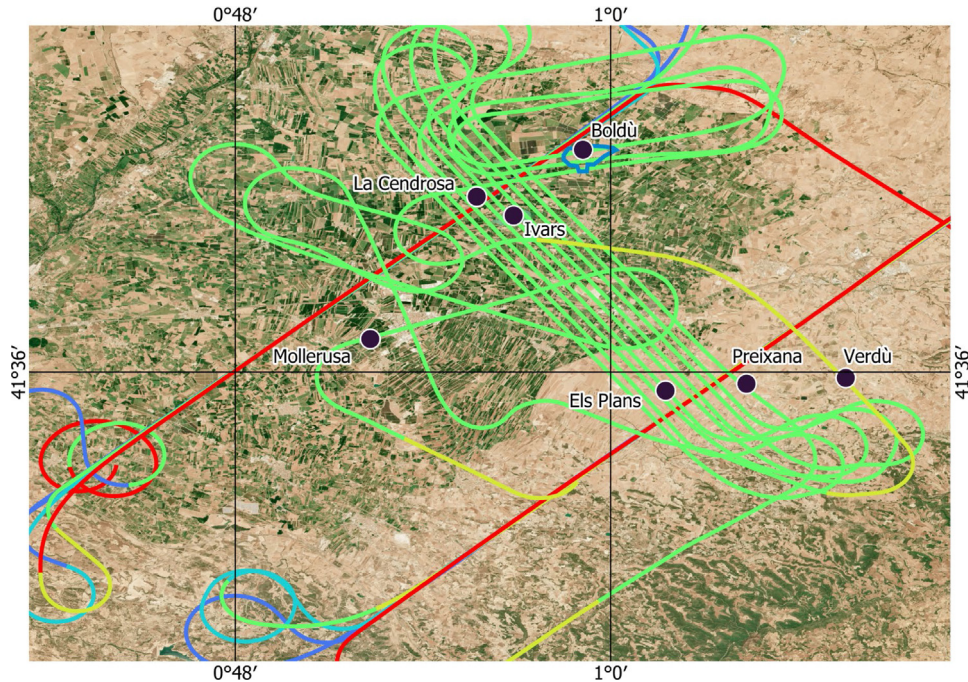 0°48′ 1°0′
Boldù
La Cendrosa
Ivars
Mollerusa
Preixana
Verdù
41°36′ 41°36′
Els Plans
0°48′ 1°0′